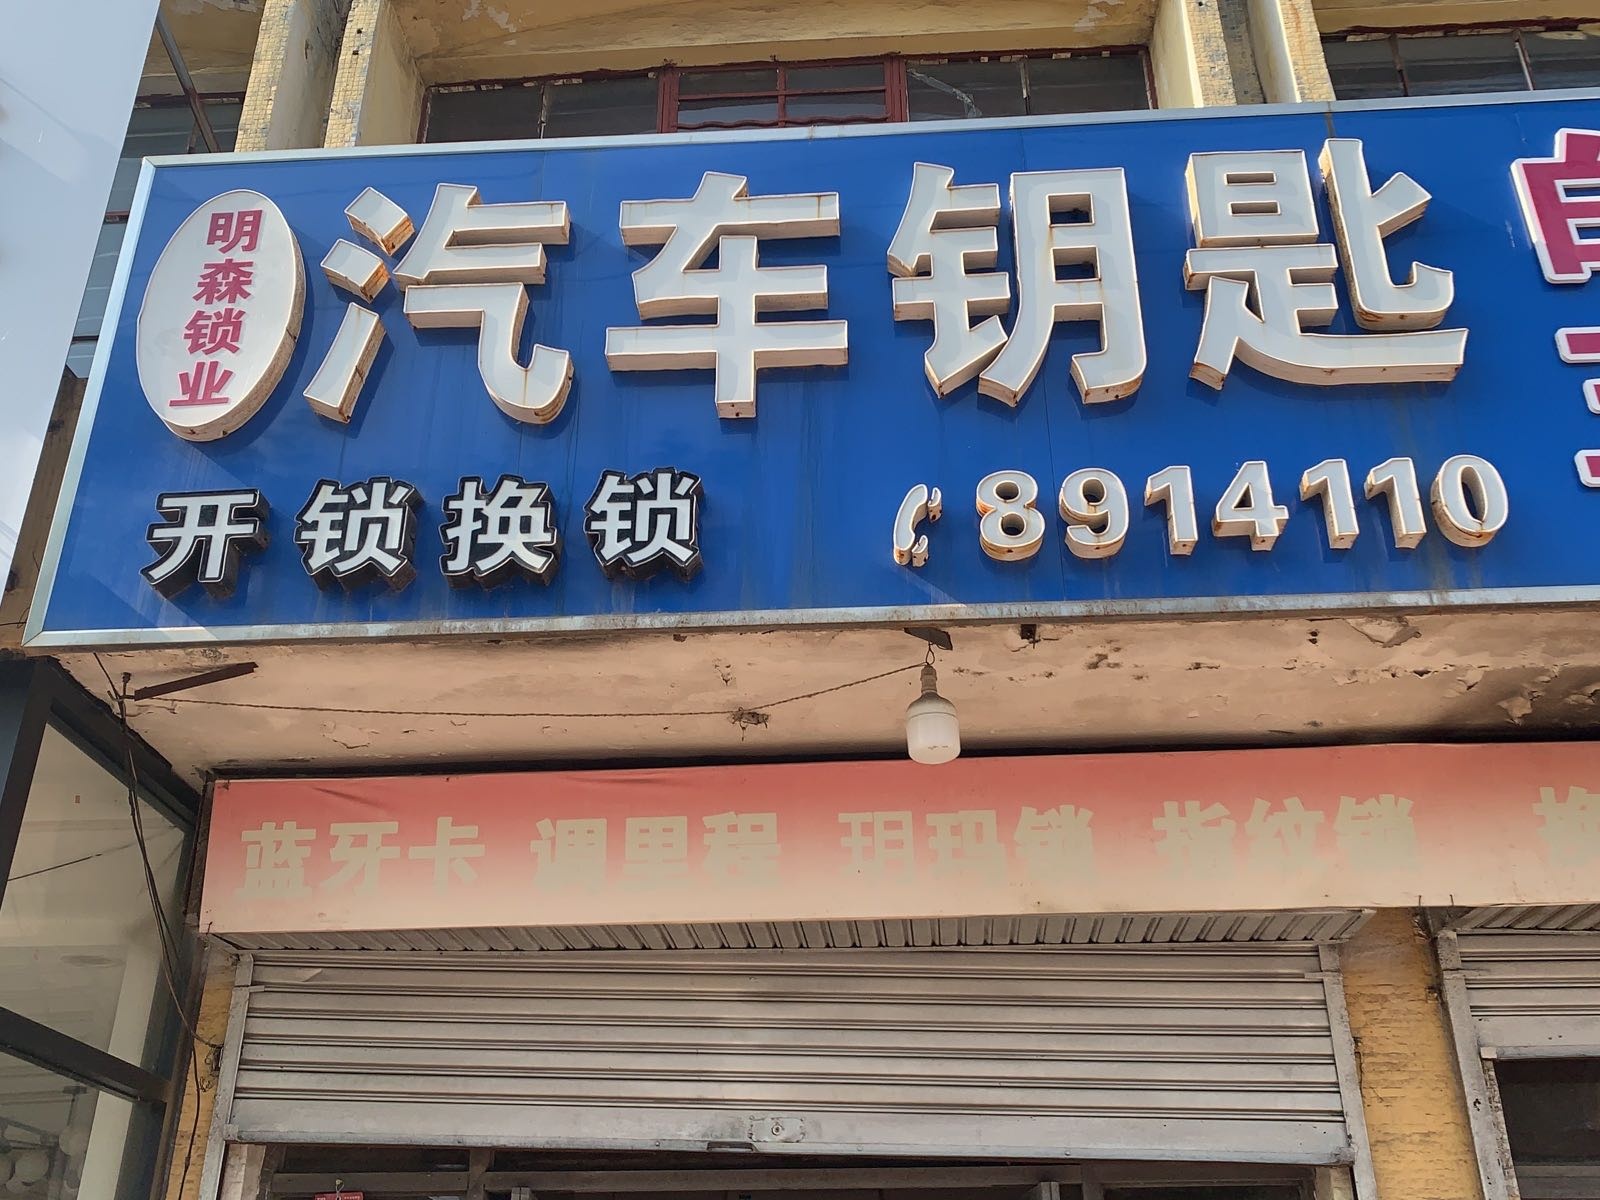 明森锁业
汽车钥匙
开锁换锁
8914110
蓝牙卡 调里程 玥玛锁 指纹锁 换